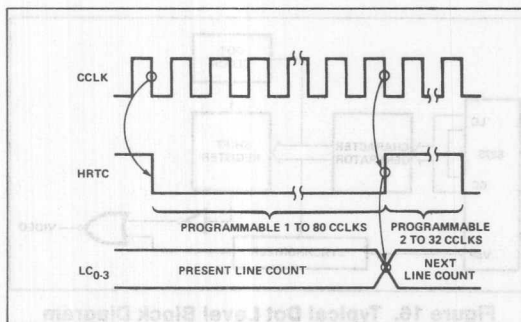 CCLK
HRTC
PROGRAMMABLE 1 TO 80 CCLKS
PROGRAMMABLE
2 TO 32 CCLKS
LC0-3
PRESENT LINE COUNT
NEXT
LINE COUNT
Figure 16. Typical Dot Level Block Diagram